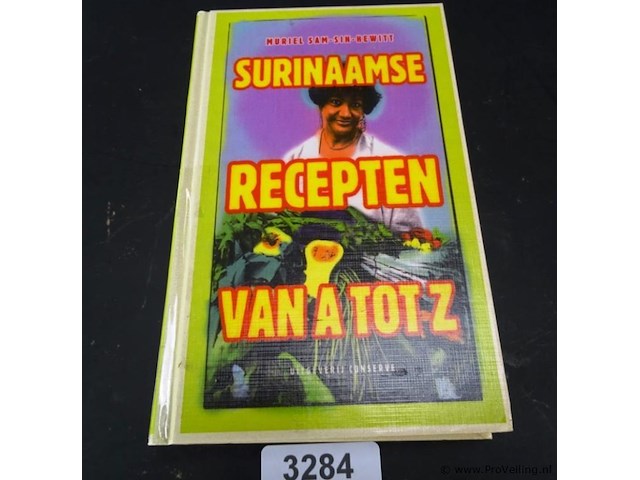 MURIEL SAM-SIN-HEWITT
SURINAAMSE
RECEPTEN
VAN A TOT Z
UITGEVERIJ CONSERVE
3284
© www.ProVeiling.nl